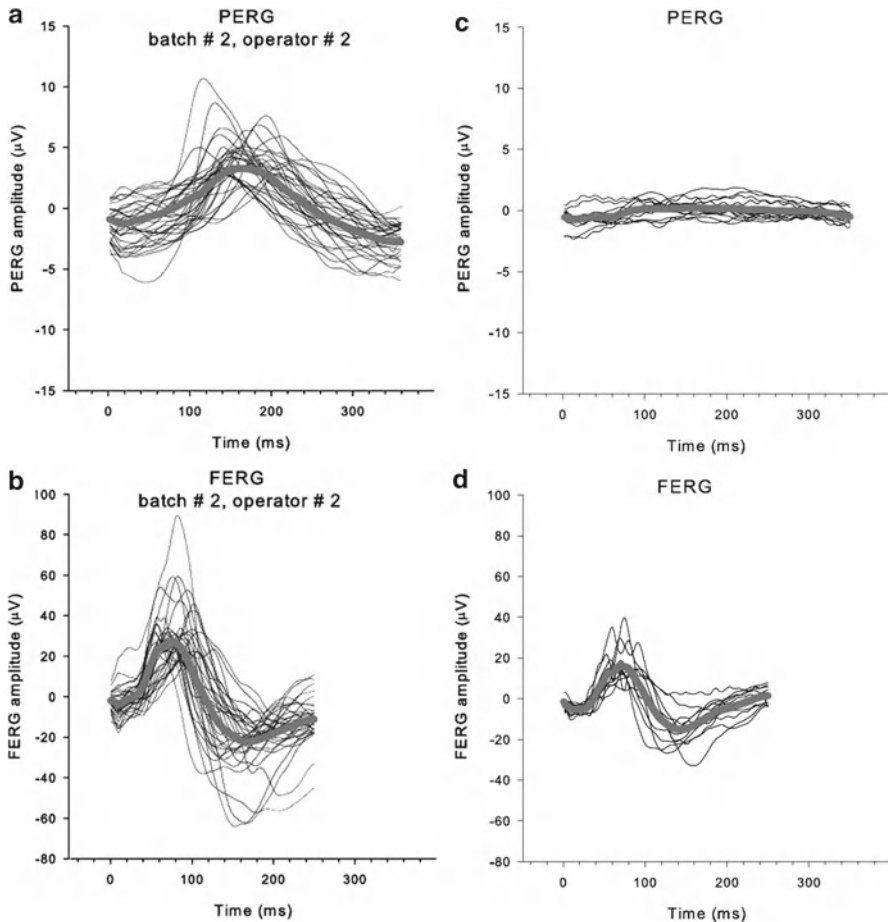 a
PERG
batch # 2, operator # 2
PERG amplitude (µV)
15
10
5
0
-5
-10
-15
0
100
200
300
Time (ms)
c
PERG
PERG amplitude (µV)
15
10
5
0
-5
-10
-15
0
100
200
300
Time (ms)
b
FERG
batch # 2, operator # 2
FERG amplitude (µV)
100
80
60
40
20
0
-20
-40
-60
-80
0
100
200
300
Time (ms)
d
FERG
FERG amplitude (µV)
100
80
60
40
20
0
-20
-40
-60
-80
0
100
200
300
Time (ms)